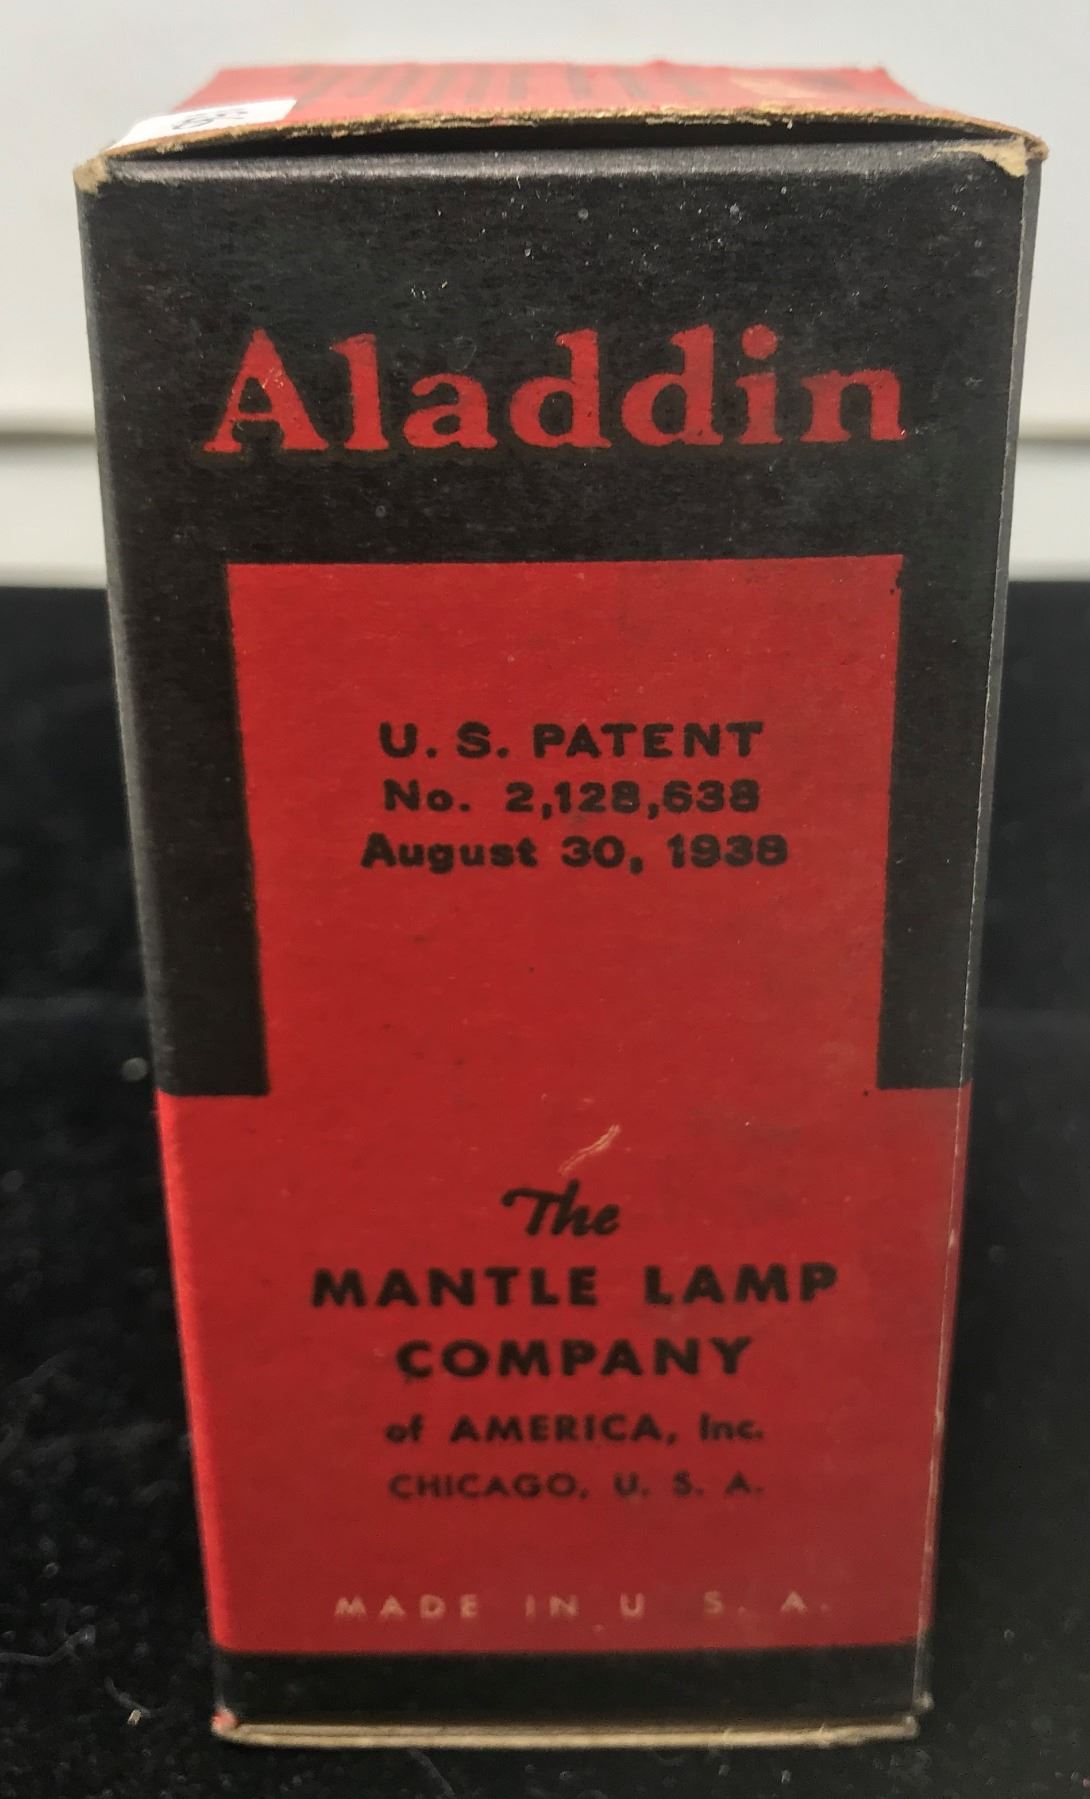 Aladdin
U. S. PATENT
No. 2,128,638
August 30, 1938
The
MANTLE LAMP
COMPANY
of AMERICA, Inc.
CHICAGO, U. S. A.
MADE IN U S. A.